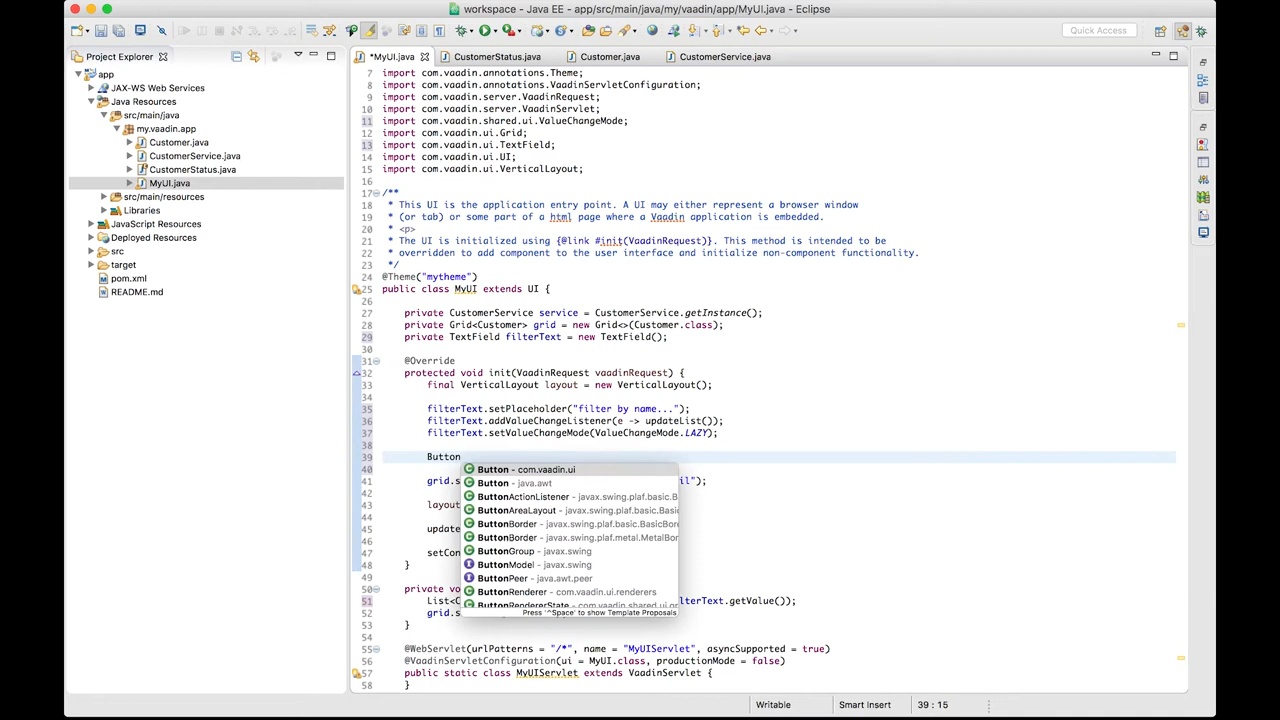 workspace - Java EE - app/src/main/java/my/vaadin/app/MyUI.java - Eclipse
Quick Access
Project Explorer
app
JAX-WS Web Services
Java Resources
src/main/java
my.vaadin.app
Customer.java
CustomerService.java
CustomerStatus.java
MyUI.java
src/main/resources
Libraries
JavaScript Resources
Deployed Resources
src
target
pom.xml
README.md
*MyUI.java
CustomerStatus.java
Customer.java
CustomerService.java
7 import com.vaadin.annotations.Theme;
8 import com.vaadin.annotations.VaadinServletConfiguration;
9 import com.vaadin.server.VaadinRequest;
10 import com.vaadin.server.VaadinServlet;
11 import com.vaadin.shared.ui.ValueChangeMode;
12 import com.vaadin.ui.Grid;
13 import com.vaadin.ui.TextField;
14 import com.vaadin.ui.UI;
15 import com.vaadin.ui.VerticalLayout;
16
17 /**
18 * This UI is the application entry point. A UI may either represent a browser window
19 * (or tab) or some part of a html page where a Vaadin application is embedded.
20 * <p>
21 * The UI is initialized using {@link #init(VaadinRequest)}. This method is intended to be
22 * overridden to add component to the user interface and initialize non-component functionality.
23 */
24 @Theme("mytheme")
25 public class MyUI extends UI {
26
27 private CustomerService service = CustomerService.getInstance();
28 private Grid<Customer> grid = new Grid<>(Customer.class);
29 private TextField filterText = new TextField();
30
31 @Override
32 protected void init(VaadinRequest vaadinRequest) {
33 final VerticalLayout layout = new VerticalLayout();
35 filterText.setPlaceholder("filter by name...");
36 filterText.addValueChangeListener(e -> updateList());
37 filterText.setValueChangeMode(ValueChangeMode.LAZY);
38
39 Button
40
41 grid.s il");
42
43 layout
44
45 update
46
47 setCon
48 }
49
50 private vo
51 List<C lterText.getValue());
52 grid.s
53 }
54
55 @WebServlet(urlPatterns = "/*", name = "MyUIServlet", asyncSupported = true)
56 @VaadinServletConfiguration(ui = MyUI.class, productionMode = false)
57 public static class MyUIServlet extends VaadinServlet {
58 }
Button - com.vaadin.ui
Button - java.awt
ButtonActionListener - javax.swing.plaf.basic.B
ButtonAreaLayout - javax.swing.plaf.basic.Basi
ButtonBorder - javax.swing.plaf.basic.BasicBor
ButtonBorder - javax.swing.plaf.metal.MetalBor
ButtonGroup - javax.swing
ButtonModel - javax.swing
ButtonPeer - java.awt.peer
ButtonRenderer - com.vaadin.ui.renderers
ButtonRendererState - com.vaadin.shared.ui.gr
Press '^Space' to show Template Proposals
Writable
Smart Insert
39 : 15